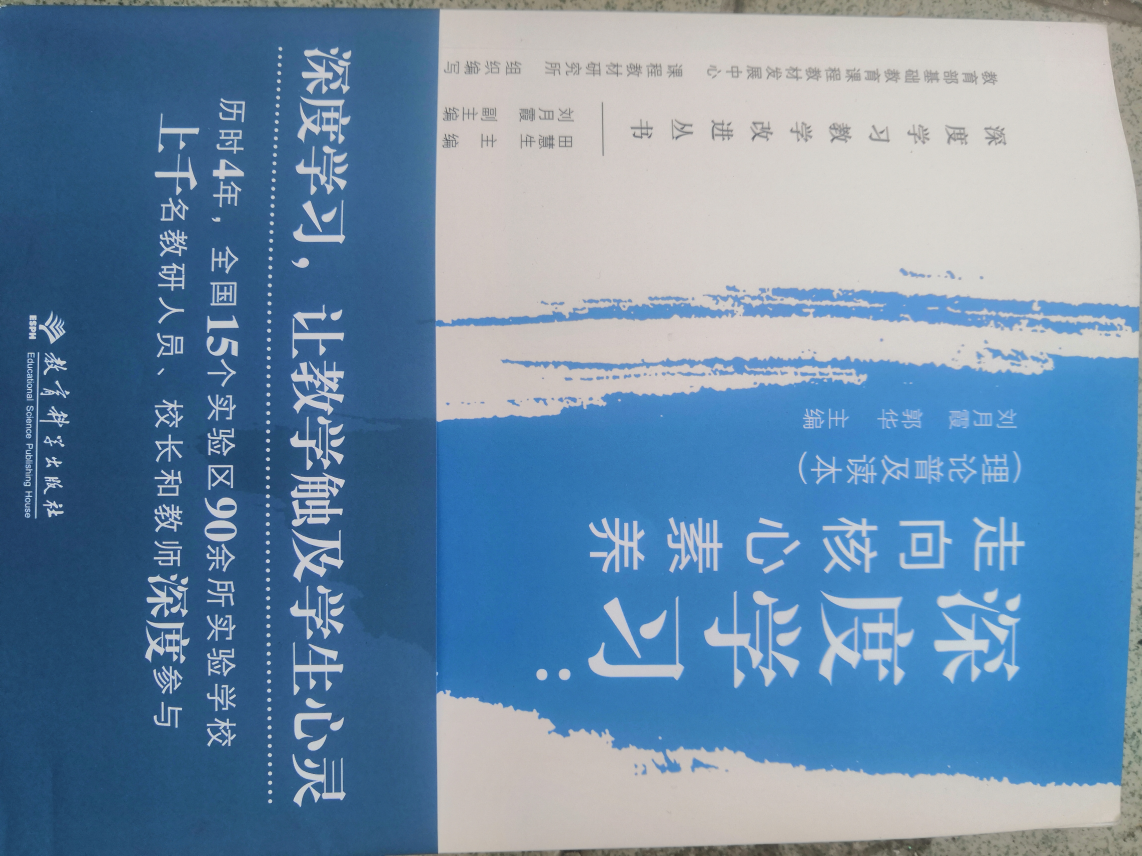 深度学习：
走向核心素养
（理论普及读本）
刘月霞 郭华 主编
深度学习教学改进丛书
田慧生 主编
刘月霞 副主编
教育部基础教育课程教材发展中心 课程教材研究所 组织编写
深度学习，让教学触及学生心灵
历时4年，全国15个实验区90余所实验学校
上千名教研人员、校长和教师深度参与
ESPH
教育科学出版社
Educational Science Publishing House